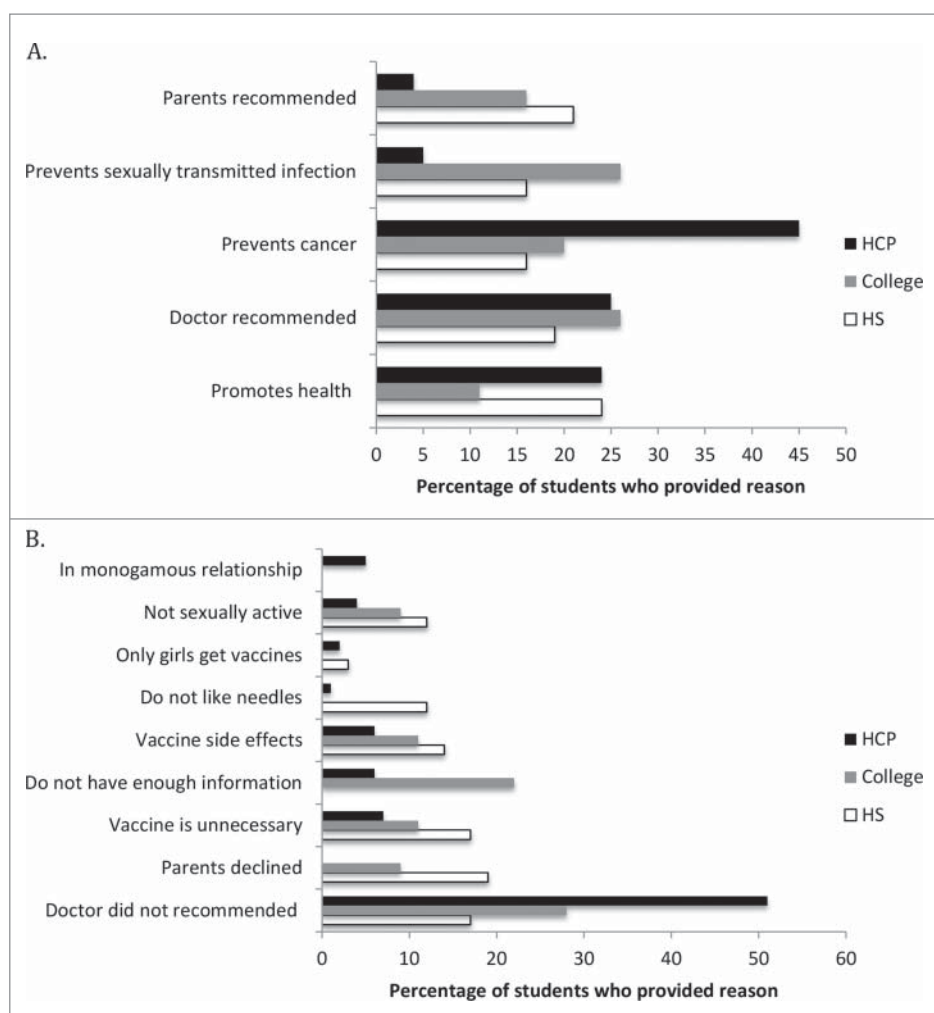 A.
Parents recommended
Prevents sexually transmitted infection
Prevents cancer
Doctor recommended
Promotes health
HCP
College
HS
0 5 10 15 20 25 30 35 40 45 50
Percentage of students who provided reason
B.
In monogamous relationship
Not sexually active
Only girls get vaccines
Do not like needles
Vaccine side effects
Do not have enough information
Vaccine is unnecessary
Parents declined
Doctor did not recommended
HCP
College
HS
0 10 20 30 40 50 60
Percentage of students who provided reason